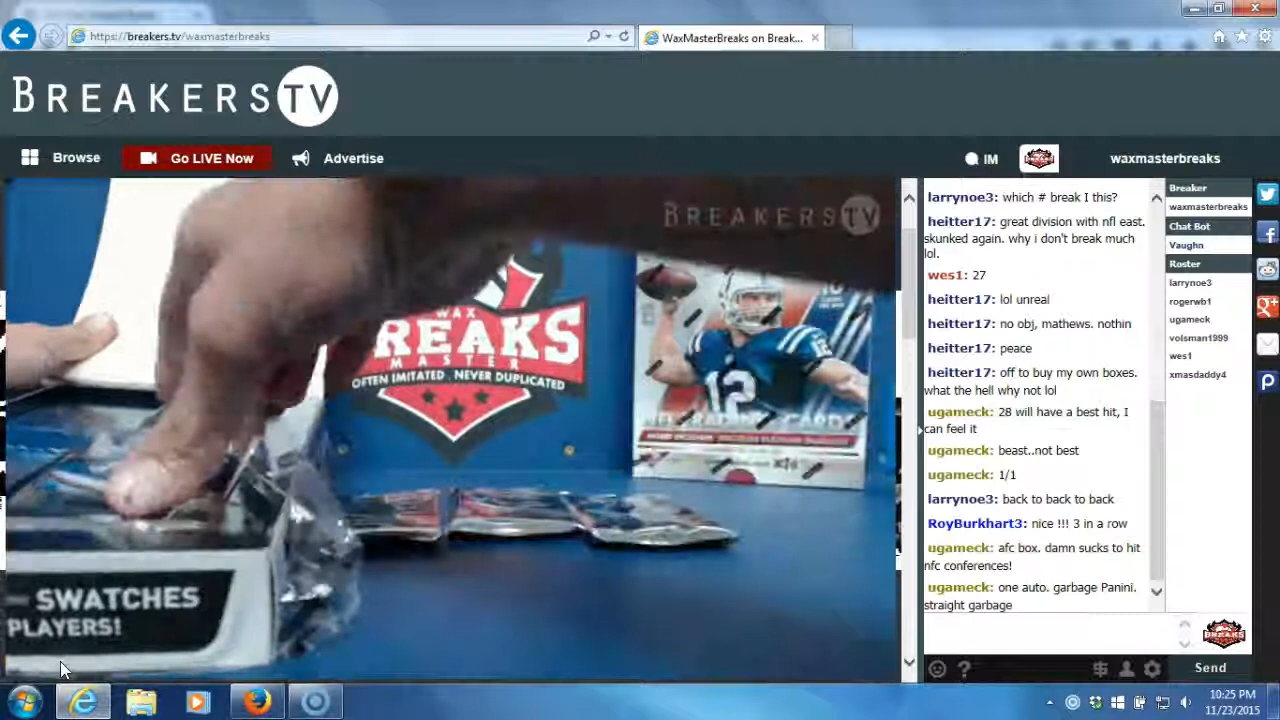 https://breakers.tv/waxmasterbreaks
WaxMasterBreaks on Break...
BREAKERS TV
Browse
Go LIVE Now
Advertise
IM
waxmasterbreaks
BREAKERS TV
WAX
BREAKS
MASTER
OFTEN IMITATED NEVER DUPLICATED
12
SWATCHES
PLAYERS!
larrynoe3: which # break I this?
heitter17: great division with nfl east.
skunked again. why i don't break much
lol.
wes1: 27
heitter17: lol unreal
heitter17: no obj, mathews. nothin
heitter17: peace
heitter17: off to buy my own boxes.
what the hell why not lol
ugameck: 28 will have a best hit, I
can feel it
ugameck: beast..not best
ugameck: 1/1
larrynoe3: back to back to back
RoyBurkhart3: nice !!! 3 in a row
ugameck: afc box. damn sucks to hit
nfc conferences!
ugameck: one auto. garbage Panini.
straight garbage
Breaker
waxmasterbreaks
Chat Bot
Vaughn
Roster
larrynoe3
rogerwb1
ugameck
volsman1999
wes1
xmasdaddy4
BREAKS
Send
10:25 PM
11/23/2015